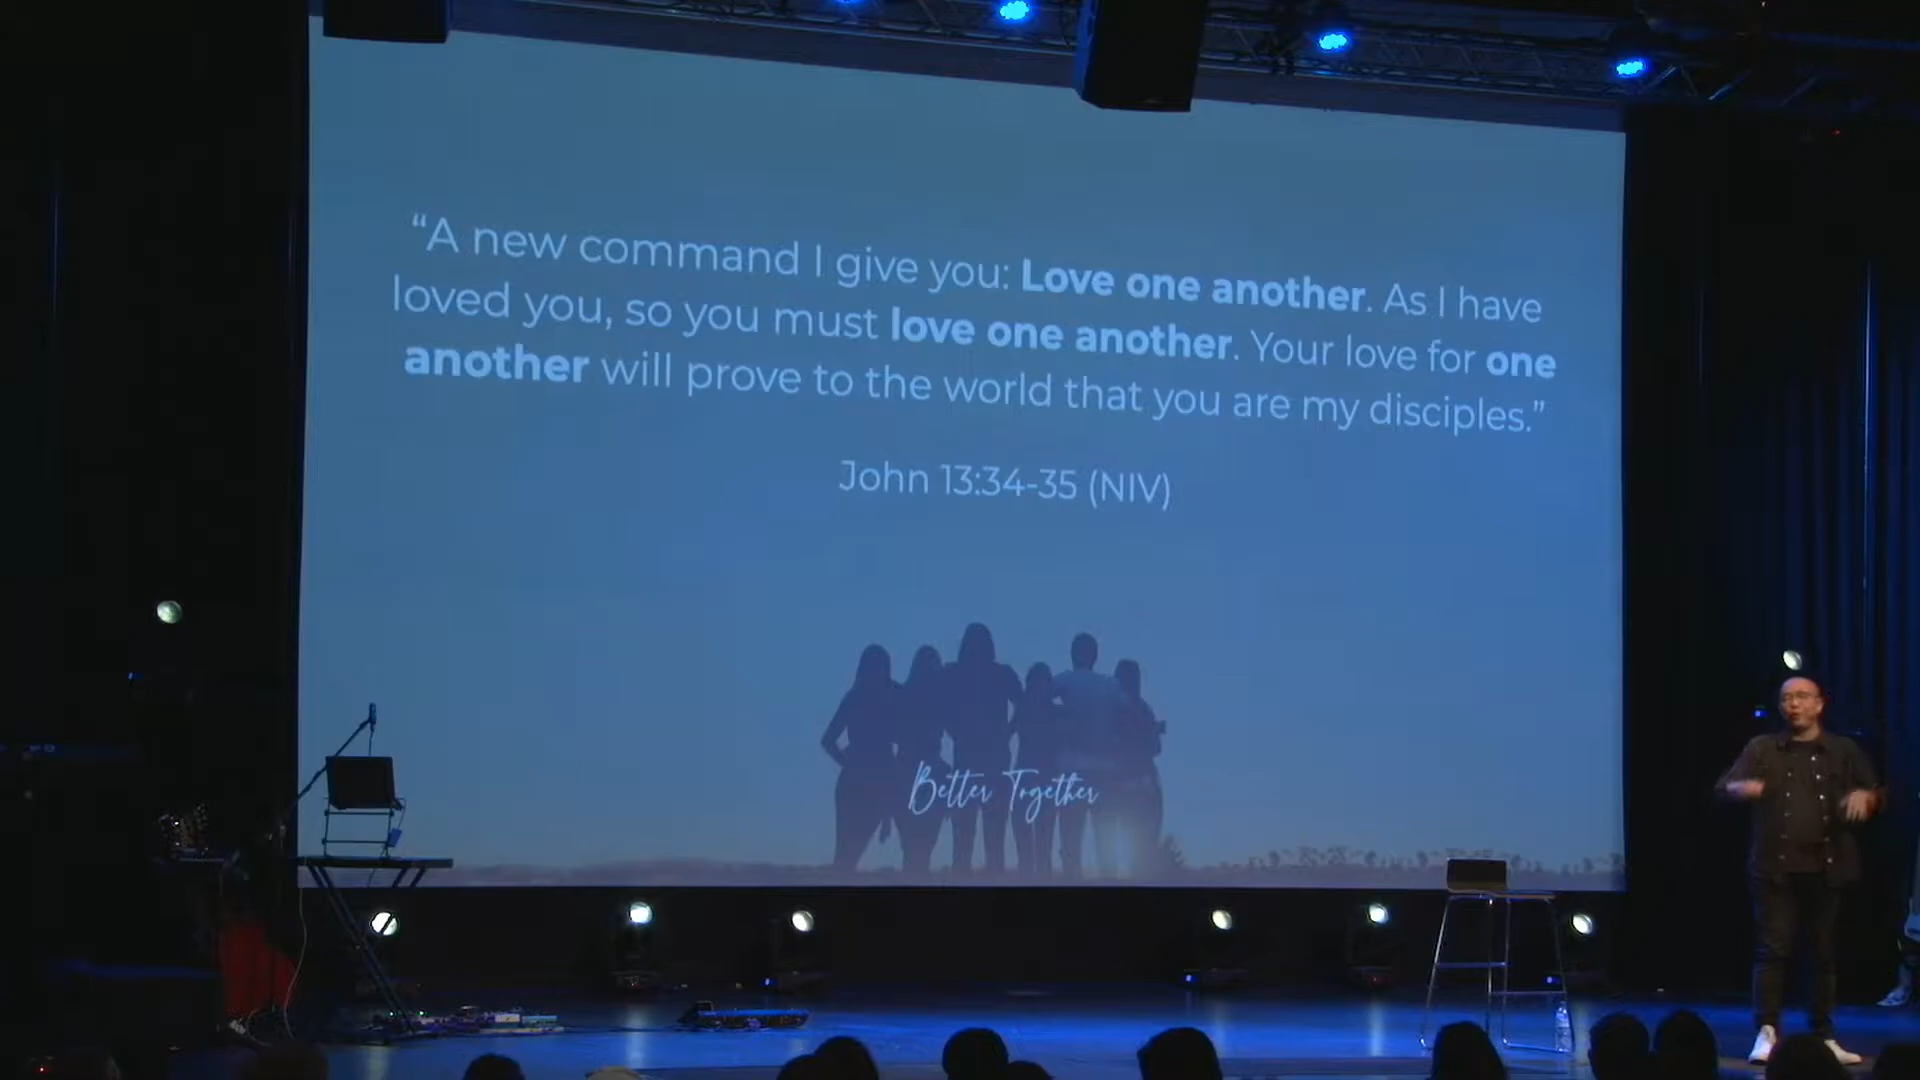 “A new command I give you: Love one another. As I have
loved you, so you must love one another. Your love for one
another will prove to the world that you are my disciples.”
John 13:34-35 (NIV)
Better Together